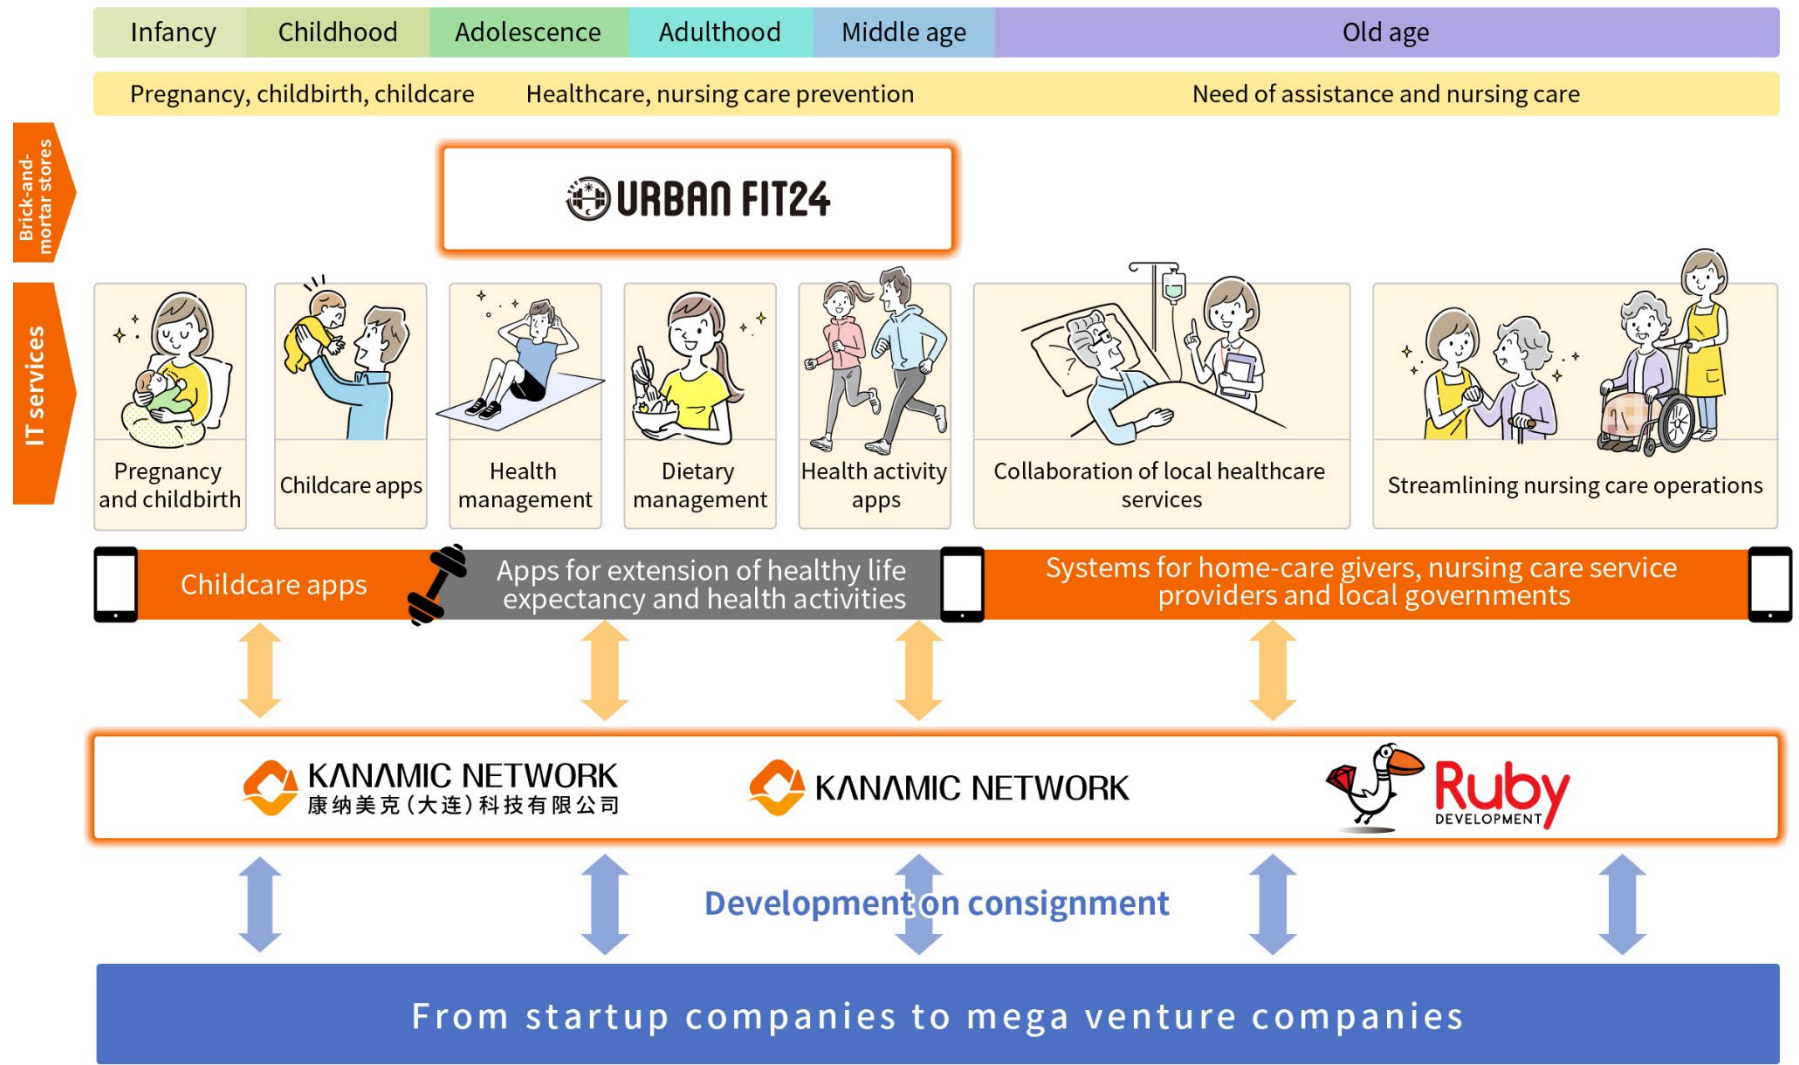 Infancy
Childhood
Adolescence
Adulthood
Middle age
Old age
Pregnancy, childbirth, childcare
Healthcare, nursing care prevention
Need of assistance and nursing care
Brick-and-
mortar stores
URBAN FIT24
IT services
Pregnancy
and childbirth
Childcare apps
Health
management
Dietary
management
Health activity
apps
Collaboration of local healthcare
services
Streamlining nursing care operations
Childcare apps
Apps for extension of healthy life
expectancy and health activities
Systems for home-care givers, nursing care service
providers and local governments
KANAMIC NETWORK
康纳美克(大连)科技有限公司
KANAMIC NETWORK
Ruby
DEVELOPMENT
Development on consignment
From startup companies to mega venture companies